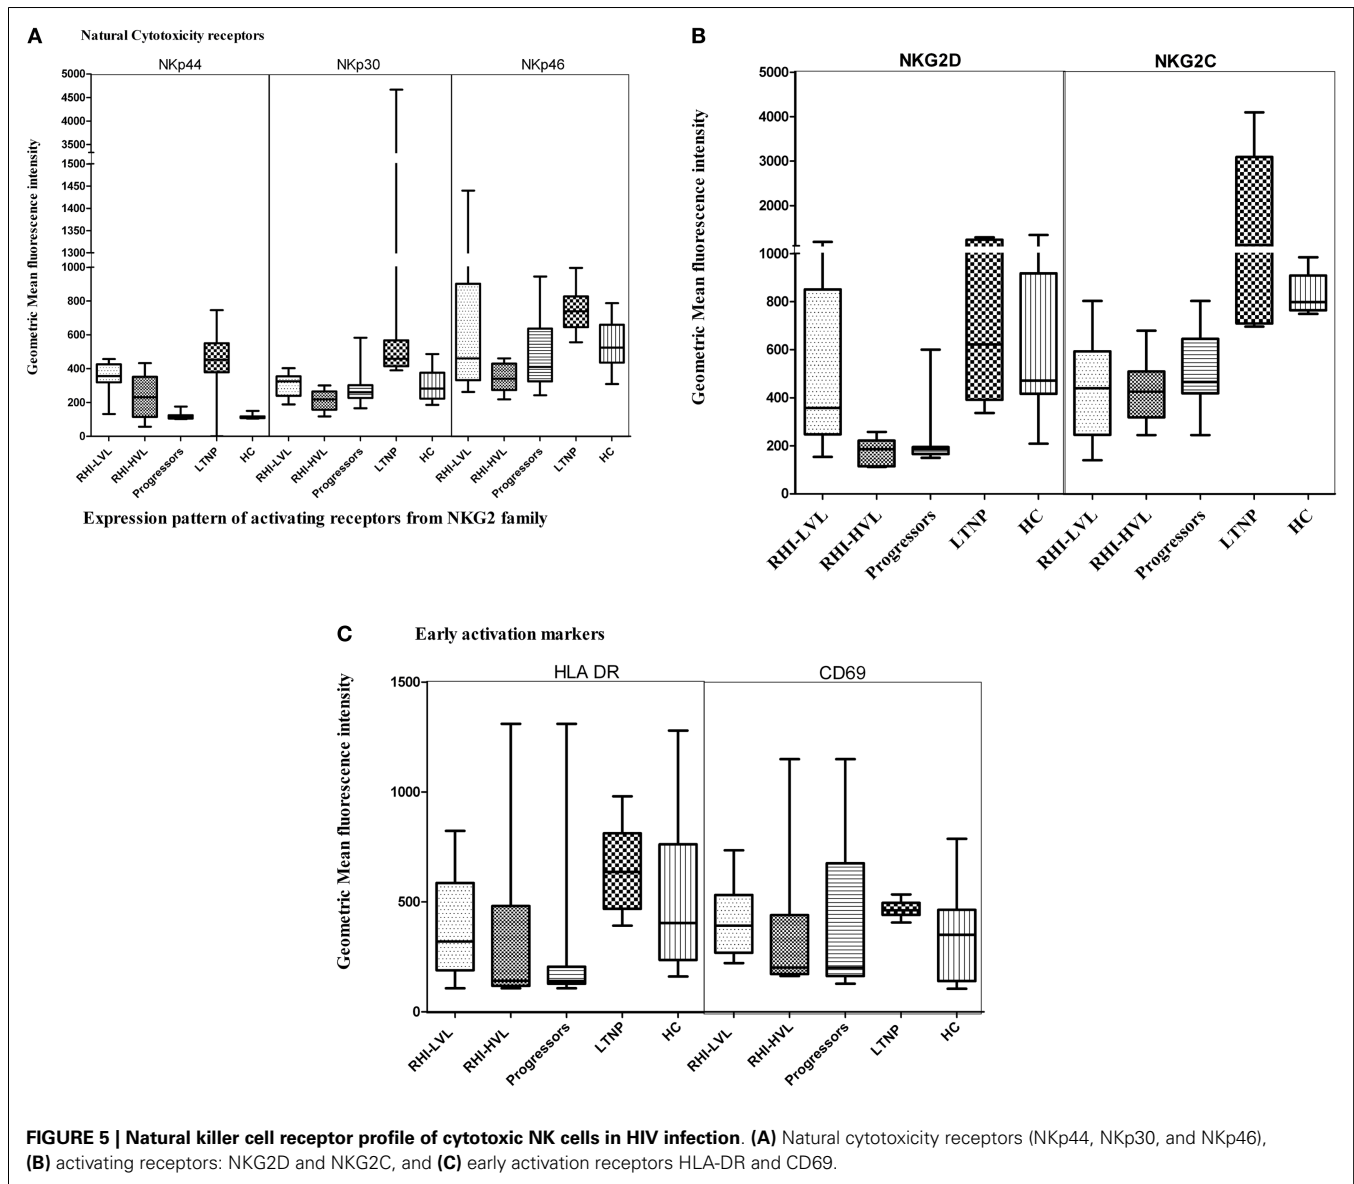 A
Natural Cytotoxicity receptors
NKp44
NKp30
NKp46
Geometric Mean fluorescence intensity
5000
4500
4000
3500
1500
1450
1400
1350
1300
1000
800
600
400
200
0
RHI-LVL
RHI-HVL
Progressors
LTNP
HC
RHI-LVL
RHI-HVL
Progressors
LTNP
HC
RHI-LVL
RHI-HVL
Progressors
LTNP
HC
Expression pattern of activating receptors from NKG2 family
B
NKG2D
NKG2C
Geometric Mean fluorescence intensity
5000
4000
3000
2000
1000
800
600
400
200
0
RHI-LVL
RHI-HVL
Progressors
LTNP
HC
RHI-LVL
RHI-HVL
Progressors
LTNP
HC
C
Early activation markers
HLA DR
CD69
Geometric Mean fluorescence intensity
1500
1000
500
0
RHI-LVL
RHI-HVL
Progressors
LTNP
HC
RHI-LVL
RHI-HVL
Progressors
LTNP
HC
FIGURE 5 | Natural killer cell receptor profile of cytotoxic NK cells in HIV infection. (A) Natural cytotoxicity receptors (NKp44, NKp30, and NKp46),
(B) activating receptors: NKG2D and NKG2C, and (C) early activation receptors HLA-DR and CD69.